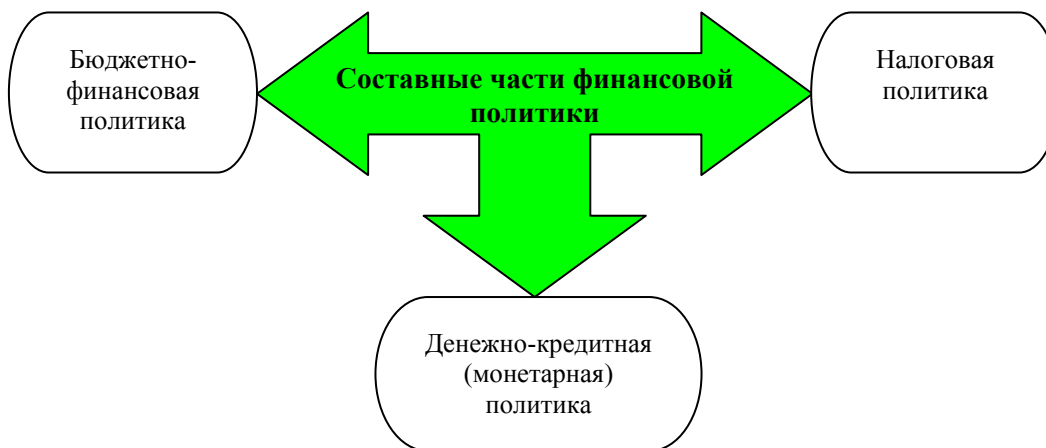 Бюджетно-
финансовая
политика
Составные части финансовой
политики
Налоговая
политика
Денежно-кредитная
(монетарная)
политика